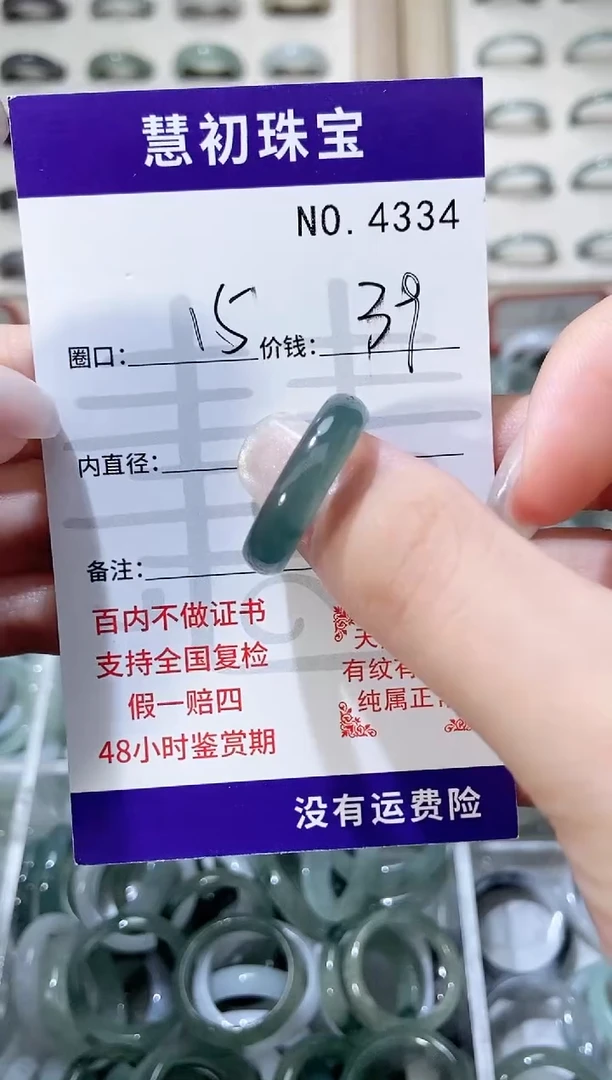 慧初珠宝
NO. 4334
圈口: 15 价钱: 39
内直径:
备注:
百内不做证书
支持全国复检
假一赔四
48小时鉴赏期
天
有纹有
纯属正
没有运费险